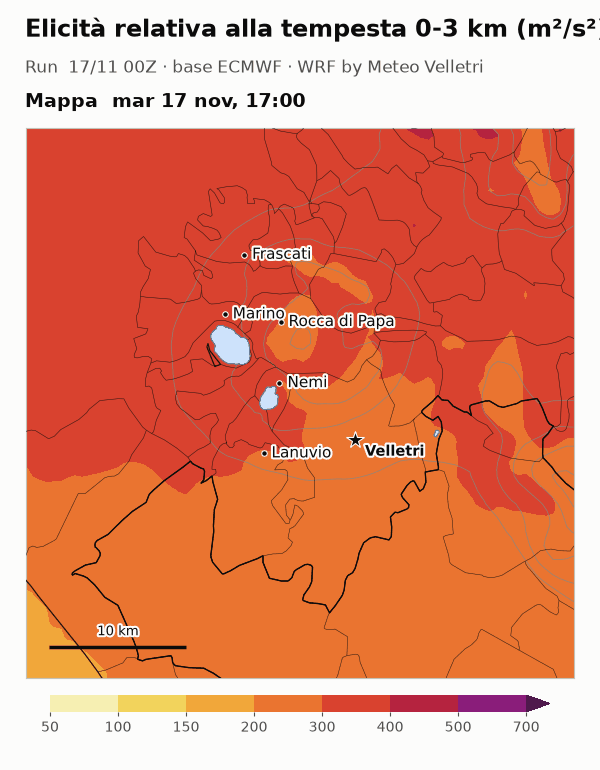 Elicità relativa alla tempesta 0-3 km (m²/s²)
Run 17/11 00Z · base ECMWF · WRF by Meteo Velletri
Mappa mar 17 nov, 17:00
Frascati
Marino
Rocca di Papa
Nemi
Velletri
Lanuvio
10 km
50 100 150 200 300 400 500 700